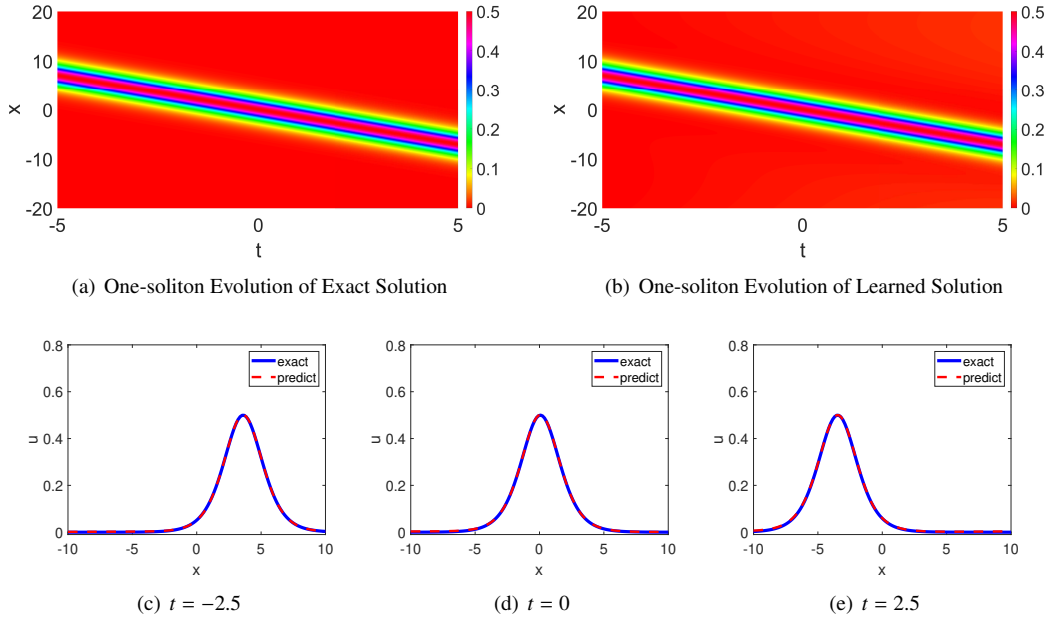 20
10
0
-10
-20
x
-5
0
5
t
0.5
0.4
0.3
0.2
0.1
0
(a) One-soliton Evolution of Exact Solution
20
10
0
-10
-20
x
-5
0
5
t
0.5
0.4
0.3
0.2
0.1
0
(b) One-soliton Evolution of Learned Solution
0.8
0.6
0.4
0.2
0
u
-10
-5
0
5
10
x
exact
predict
(c) t = −2.5
0.8
0.6
0.4
0.2
0
u
-10
-5
0
5
10
x
exact
predict
(d) t = 0
0.8
0.6
0.4
0.2
0
u
-10
-5
0
5
10
x
exact
predict
(e) t = 2.5